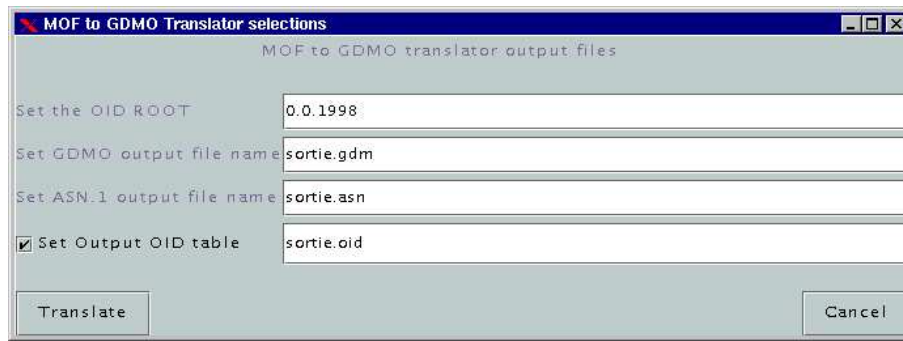 MOF to GDMO Translator selections
MOF to GDMO translator output files
Set the OID ROOT 0.0.1998
Set GDMO output file name sortie.gdm
Set ASN.1 output file name sortie.asn
Set Output OID table sortie.oid
Translate Cancel